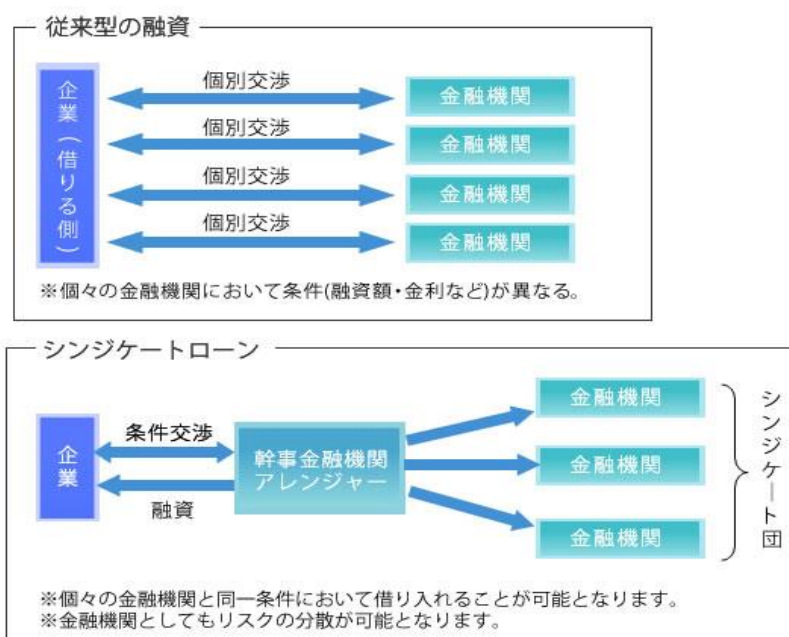 従来型の融資
企業(借りる側)
個別交渉
金融機関
個別交渉
金融機関
個別交渉
金融機関
個別交渉
金融機関
※個々の金融機関において条件(融資額・金利など)が異なる。
シンジケートローン
企業
条件交渉
融資
幹事金融機関
アレンジャー
金融機関
金融機関
金融機関
シンジケート団
※個々の金融機関と同一条件において借り入れることが可能となります。
※金融機関としてもリスクの分散が可能となります。